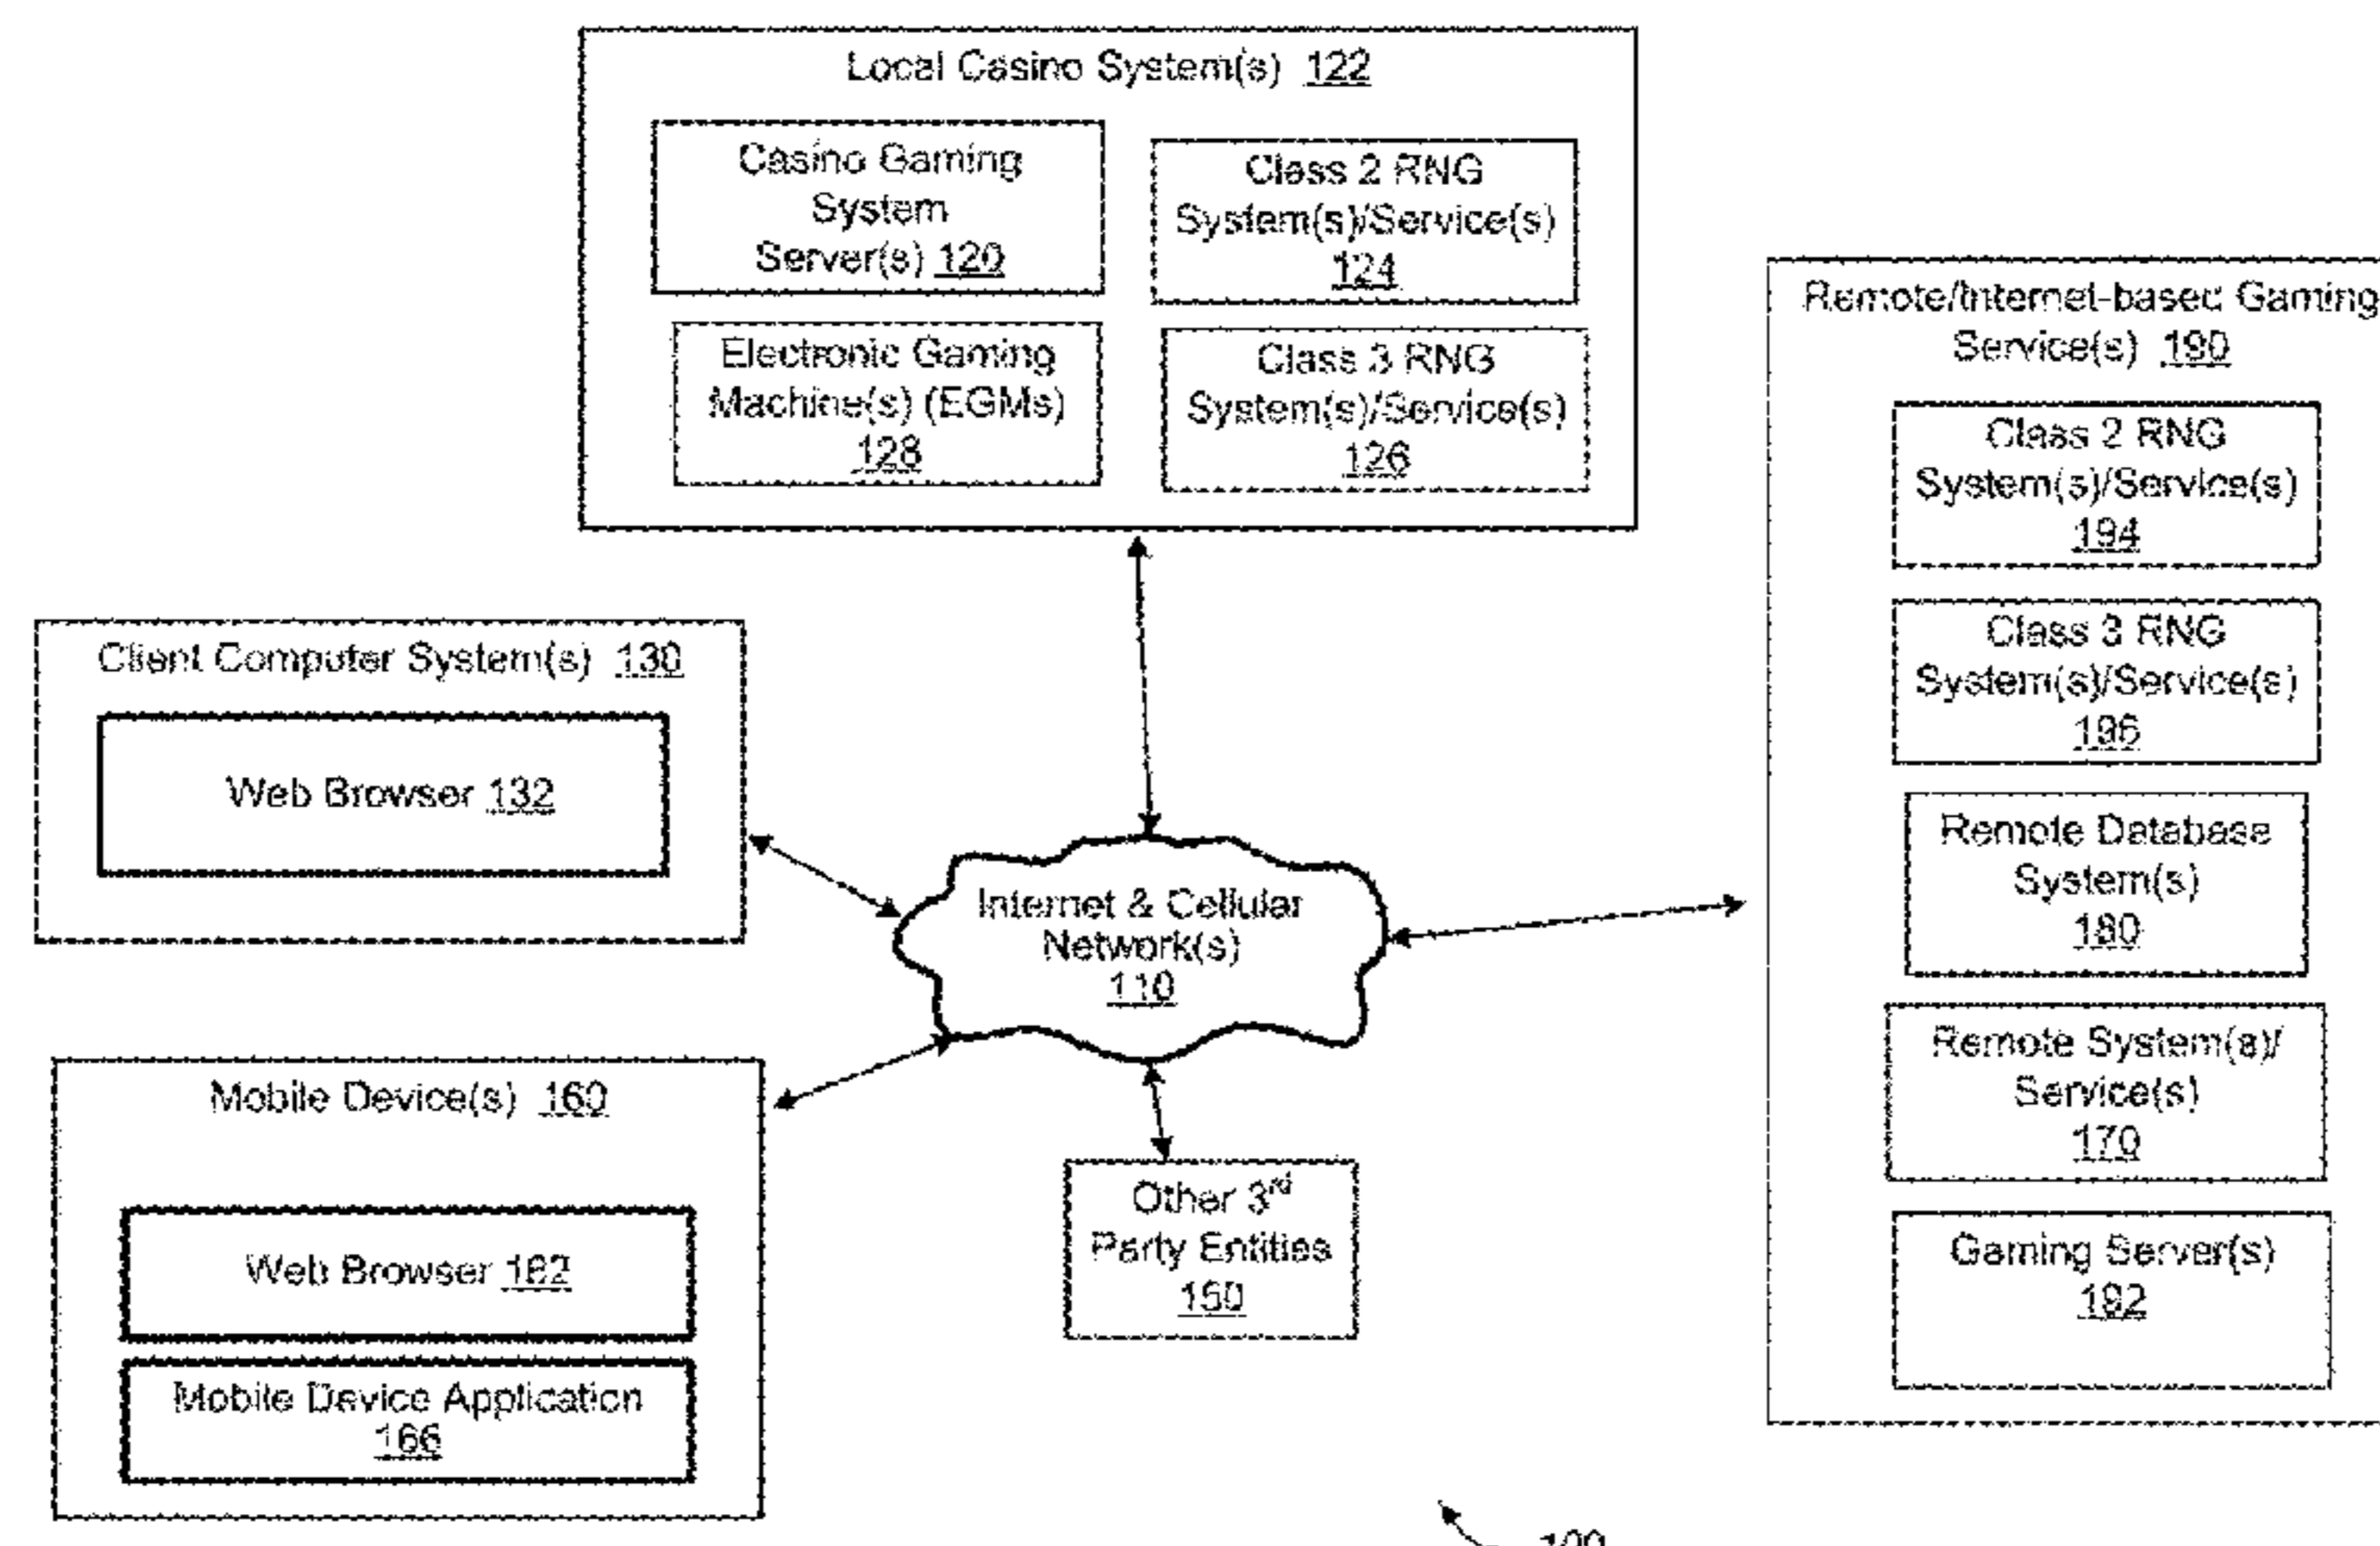 Local Casino System(s) 122
Casino Gaming
System
Server(s) 120
Class 2 RNG
System(s)/Service(s)
124
Electronic Gaming
Machine(s) (EGMs)
128
Class 3 RNG
System(s)/Service(s)
126
Remote/Internet-based Gaming
Service(s) 190
Class 2 RNG
System(s)/Service(s)
194
Class 3 RNG
System(s)/Service(s)
196
Remote Database
System(s)
180
Remote System(s)/
Service(s)
170
Gaming Server(s)
192
Client Computer System(s) 130
Web Browser 132
Internet & Cellular
Network(s)
110
Mobile Device(s) 160
Web Browser 162
Mobile Device Application
166
Other 3rd
Party Entities
150